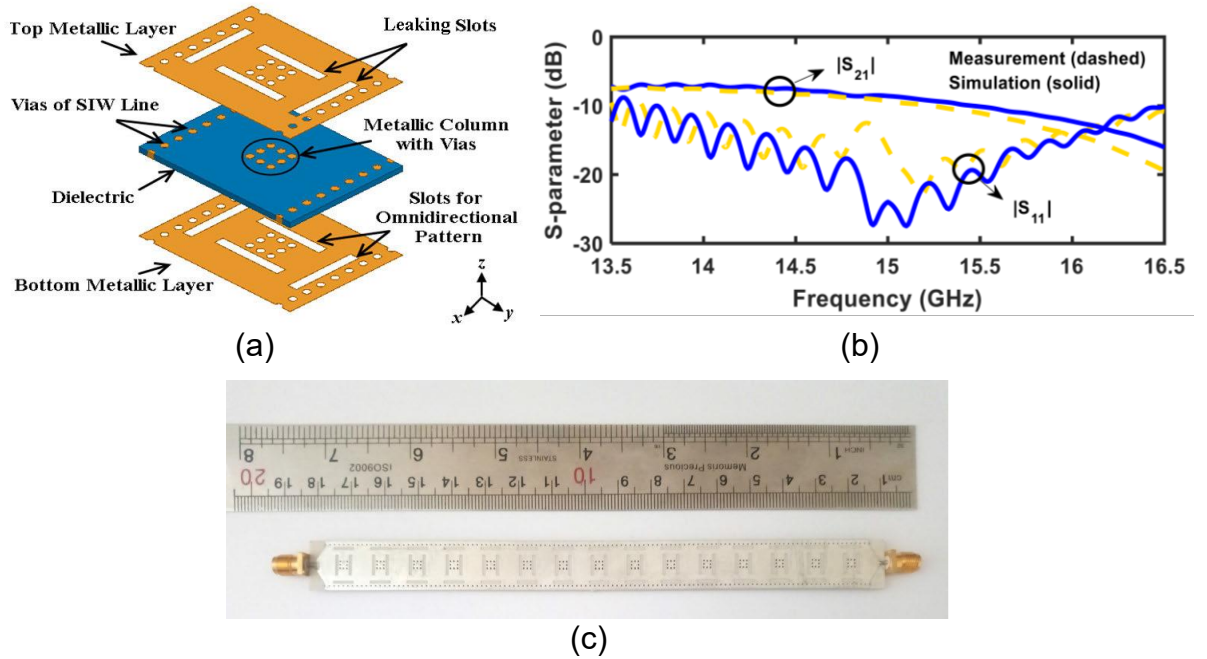 Top Metallic Layer
Leaking Slots
Vias of SIW Line
Metallic Column
with Vias
Dielectric
Slots for
Omnidirectional
Pattern
Bottom Metallic Layer
z
x
y
(a)
S-parameter (dB)
0
-10
-20
-30
|S21|
Measurement (dashed)
Simulation (solid)
|S11|
13.5 14 14.5 15 15.5 16 16.5
Frequency (GHz)
(b)
8 7 6 5 4 3 2 1
STAINLESS
INCH
ISO9002
Memons Precious
20 19 18 17 16 15 14 13 12 11 10 9 8 7 6 5 4 3 2 1 cm
(c)